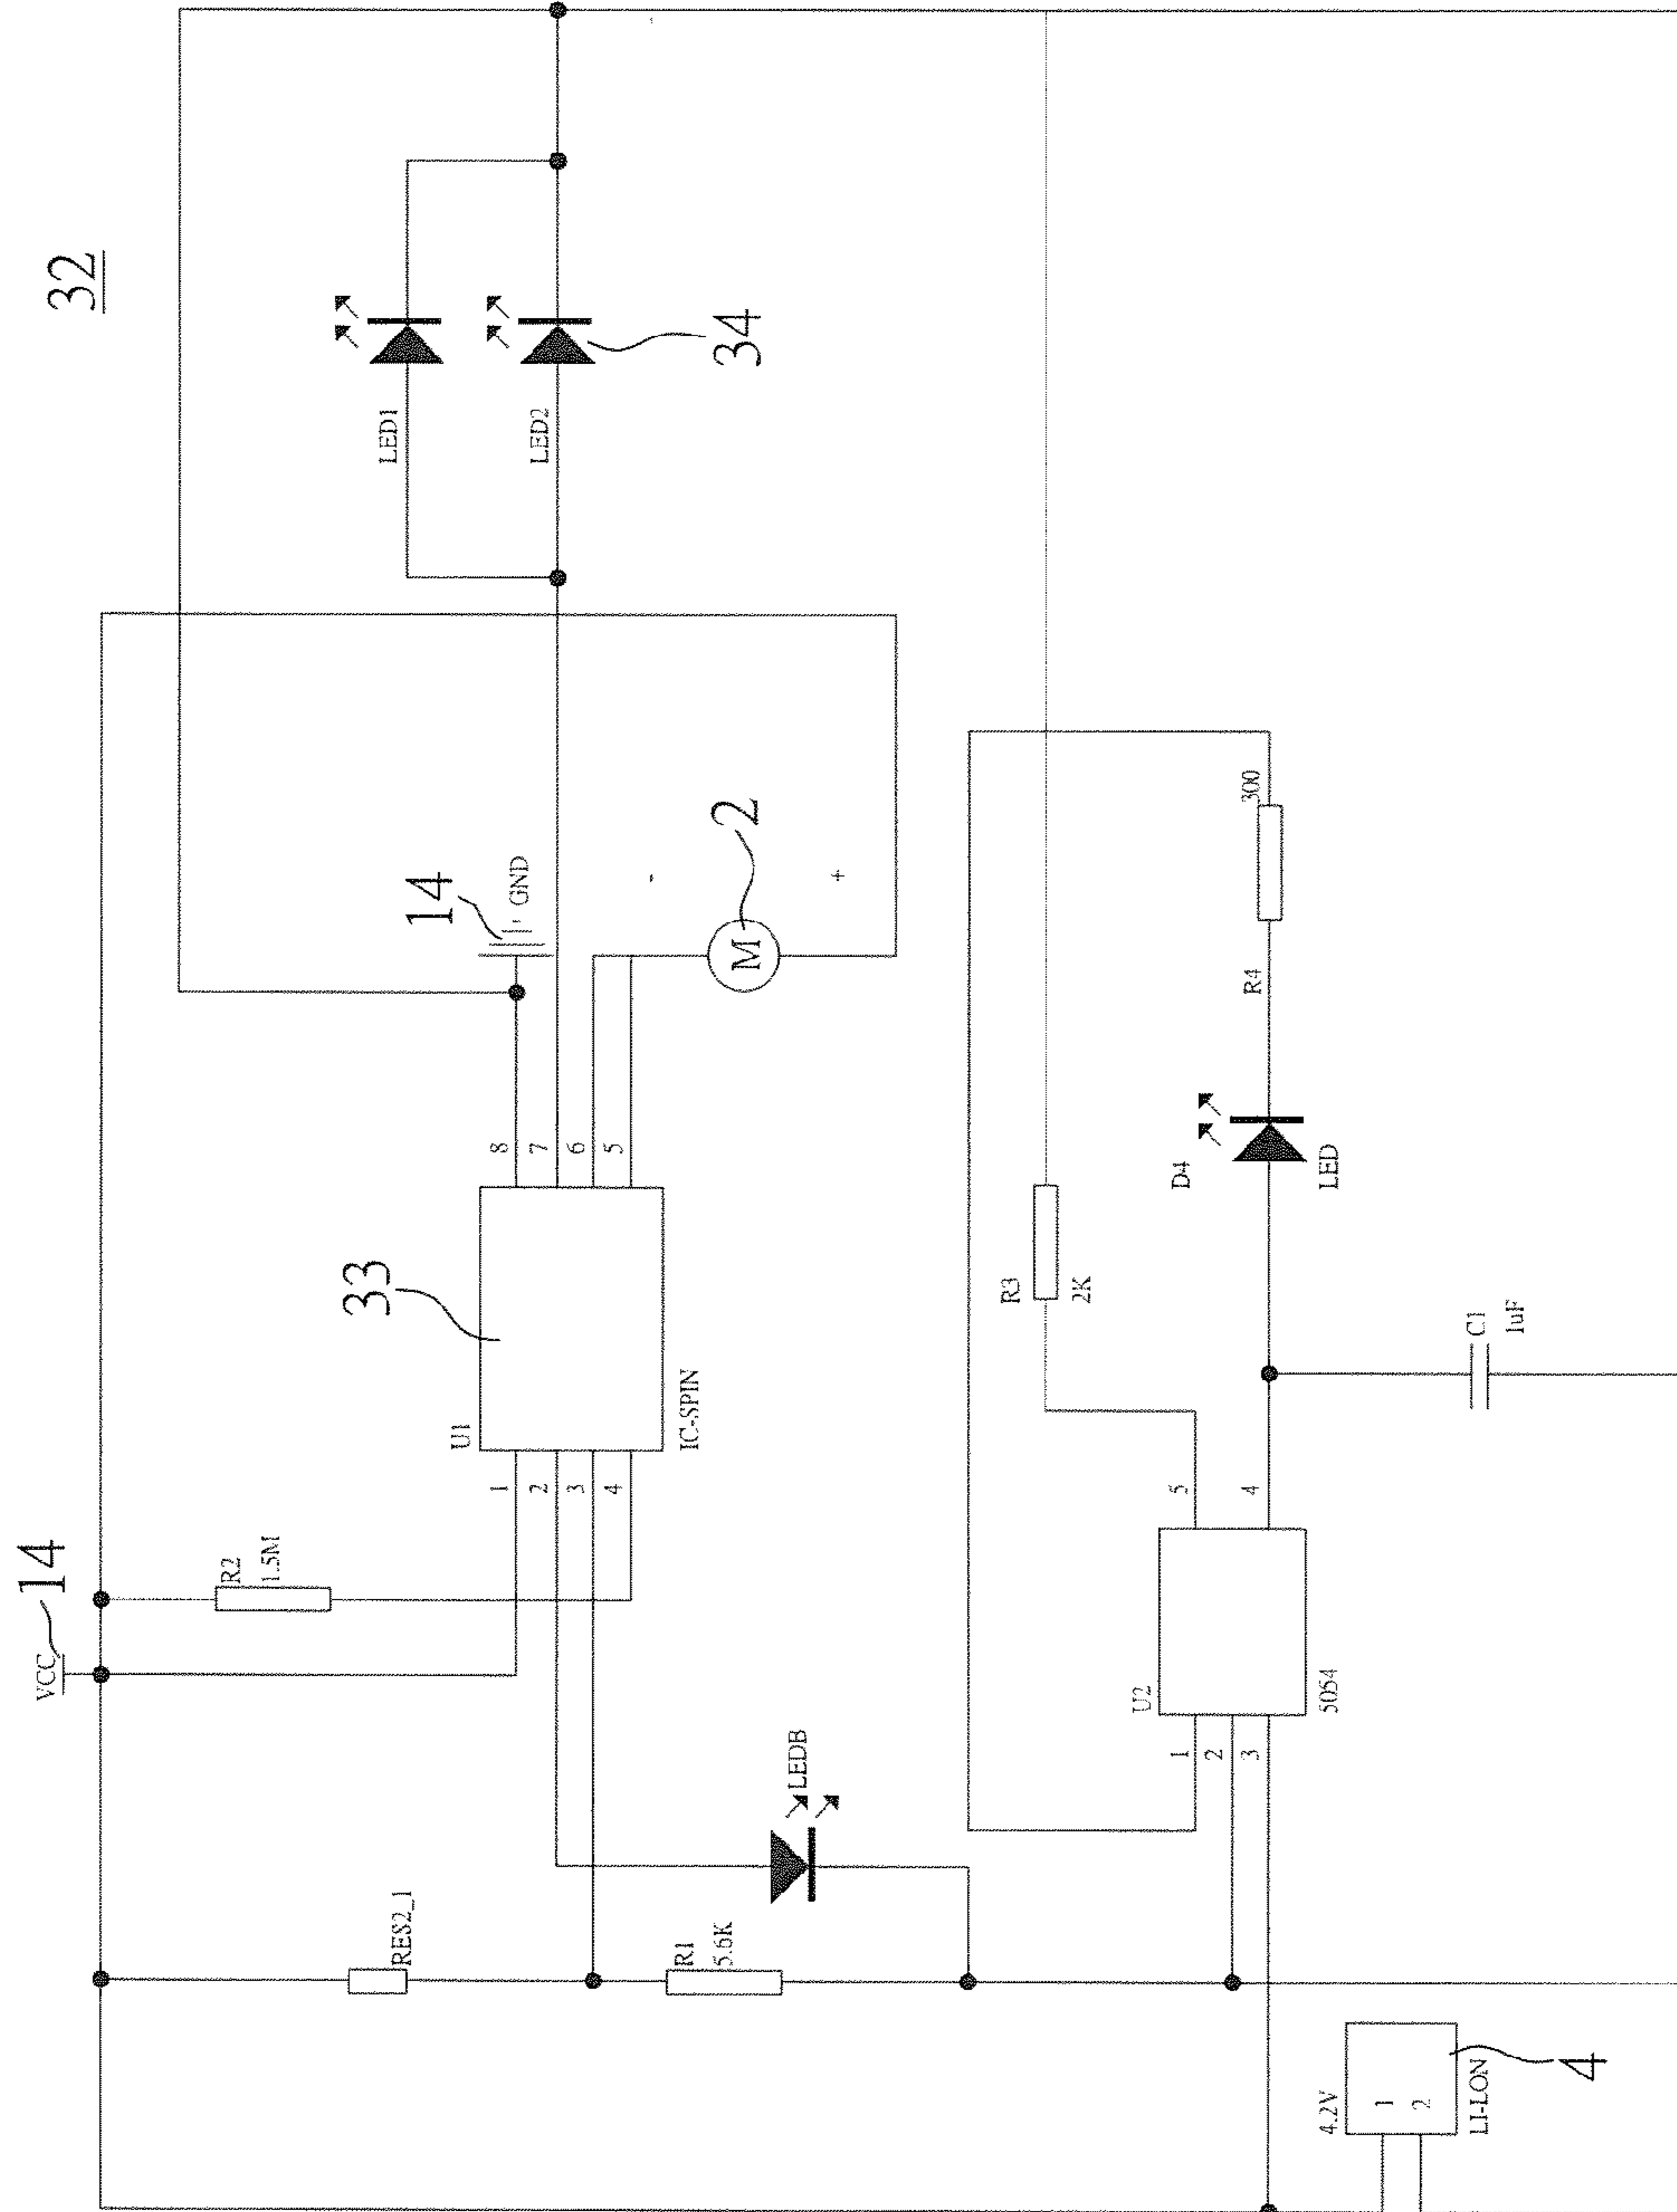 32
VCC
14
R2
1.5M
RES2_1
R1
5.6K
LEDB
U1
1
2
3
4
33
IC-SPIN
8
7
6
5
14
GND
-
M
2
+
LED1
LED2
34
U2
1
2
3
5
4
5054
R3
2K
D4
LED
R4
300
C1
1uF
4.2V
1
2
LI-LON
4